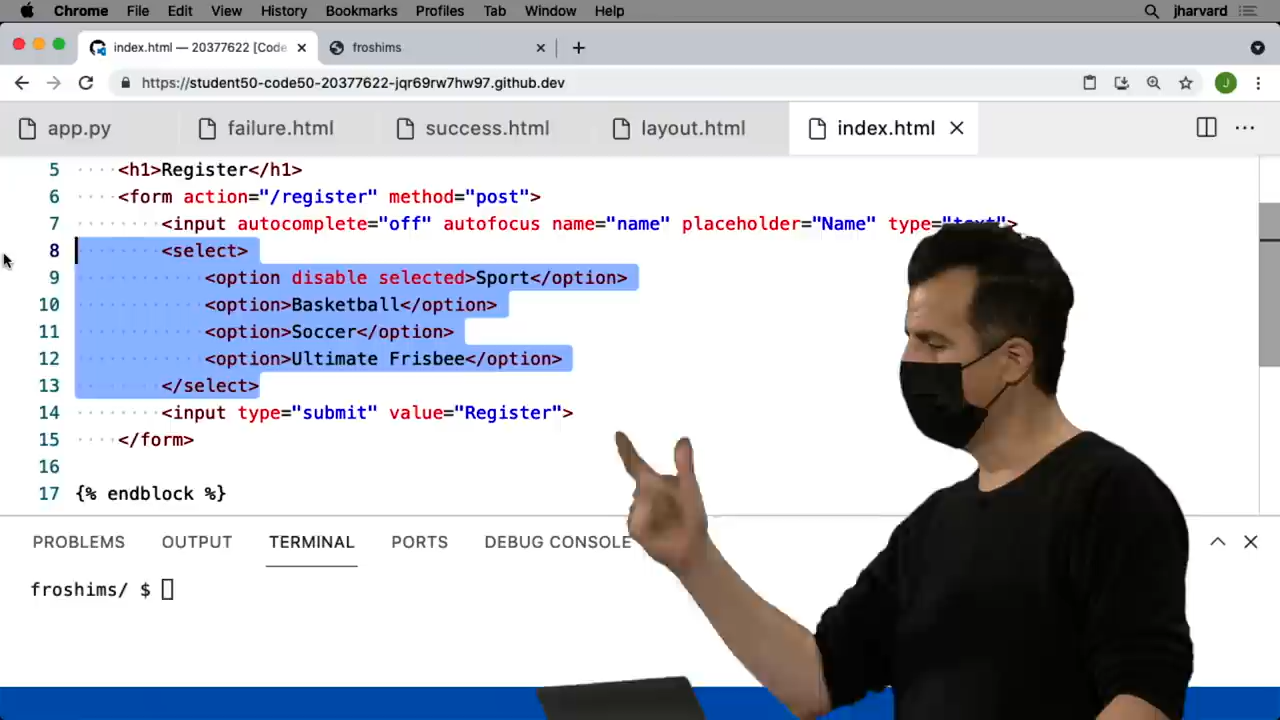 Chrome File Edit View History Bookmarks Profiles Tab Window Help jharvard
index.html — 20377622 [Code froshims
https://student50-code50-20377622-jqr69rw7hw97.github.dev J
app.py failure.html success.html layout.html index.html
5 <h1>Register</h1>
6 <form action="/register" method="post">
7 <input autocomplete="off" autofocus name="name" placeholder="Name" type="text">
8 <select>
9 <option disable selected>Sport</option>
10 <option>Basketball</option>
11 <option>Soccer</option>
12 <option>Ultimate Frisbee</option>
13 </select>
14 <input type="submit" value="Register">
15 </form>
16
17 {% endblock %}
PROBLEMS OUTPUT TERMINAL PORTS DEBUG CONSOLE
froshims/ $